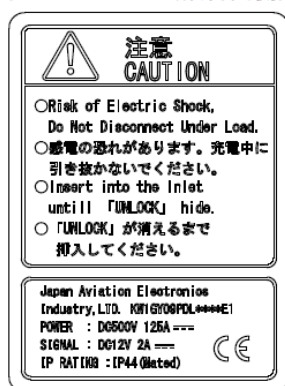 注意
CAUTION
○Risk of Electric Shock,
Do Not Disconnect Under Load.
○感電の恐れがあります。充電中に
引き抜かないでください。
○Insert into the Inlet
untill 「UNLOCK」 hide.
○「UNLOCK」が消えるまで
挿入してください。
Japan Aviation Electronics
Industry,LTD. KW1GY09PDL****E1
POWER : DC500V 125A
SIGNAL : DC12V 2A
IP RATING :IP44(Mated)
CE